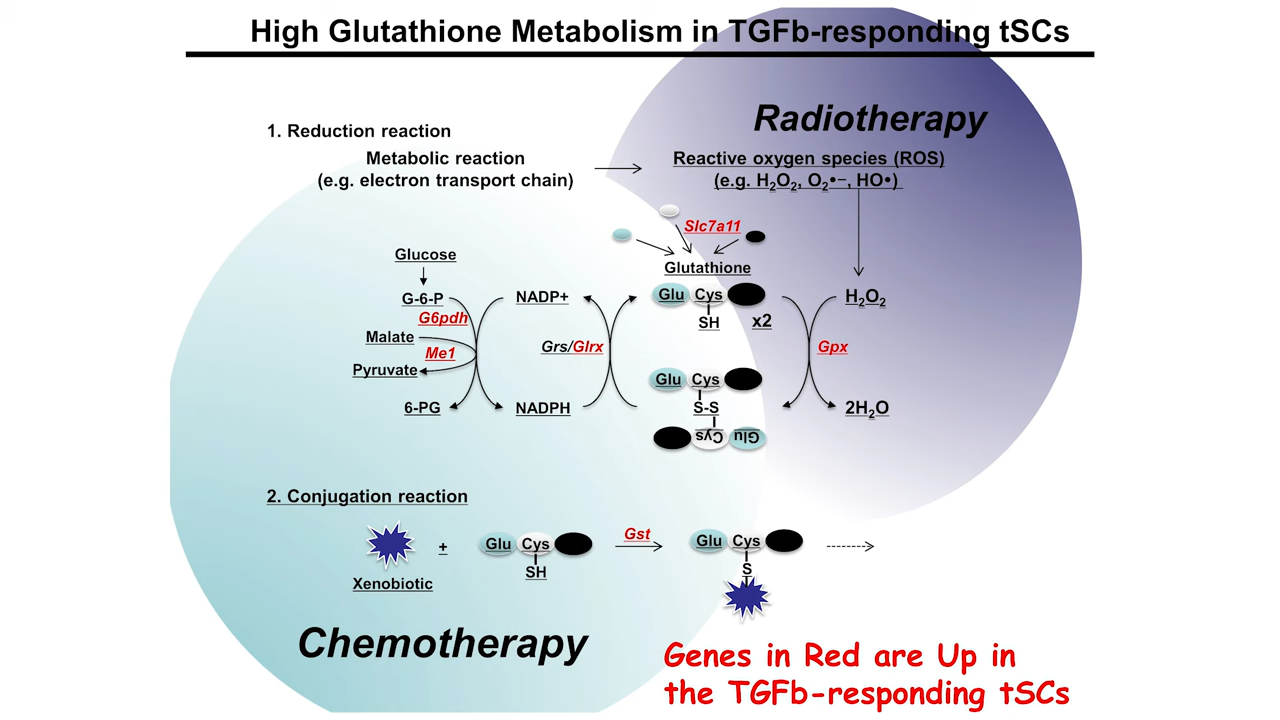 High Glutathione Metabolism in TGFb-responding tSCs
Radiotherapy
1. Reduction reaction
Metabolic reaction
(e.g. electron transport chain)
Reactive oxygen species (ROS)
(e.g. H₂O₂, O₂•−, HO•)
Slc7a11
Glucose
Glutathione
G-6-P
NADP+
Glu Cys
H₂O₂
G6pdh
SH
x2
Malate
Me1
Grs/Glrx
Gpx
Pyruvate
Glu Cys
6-PG
NADPH
S-S
2H₂O
Cys Glu
2. Conjugation reaction
Gst
+
Glu Cys
Glu Cys
SH
S
Xenobiotic
Chemotherapy
Genes in Red are Up in
the TGFb-responding tSCs